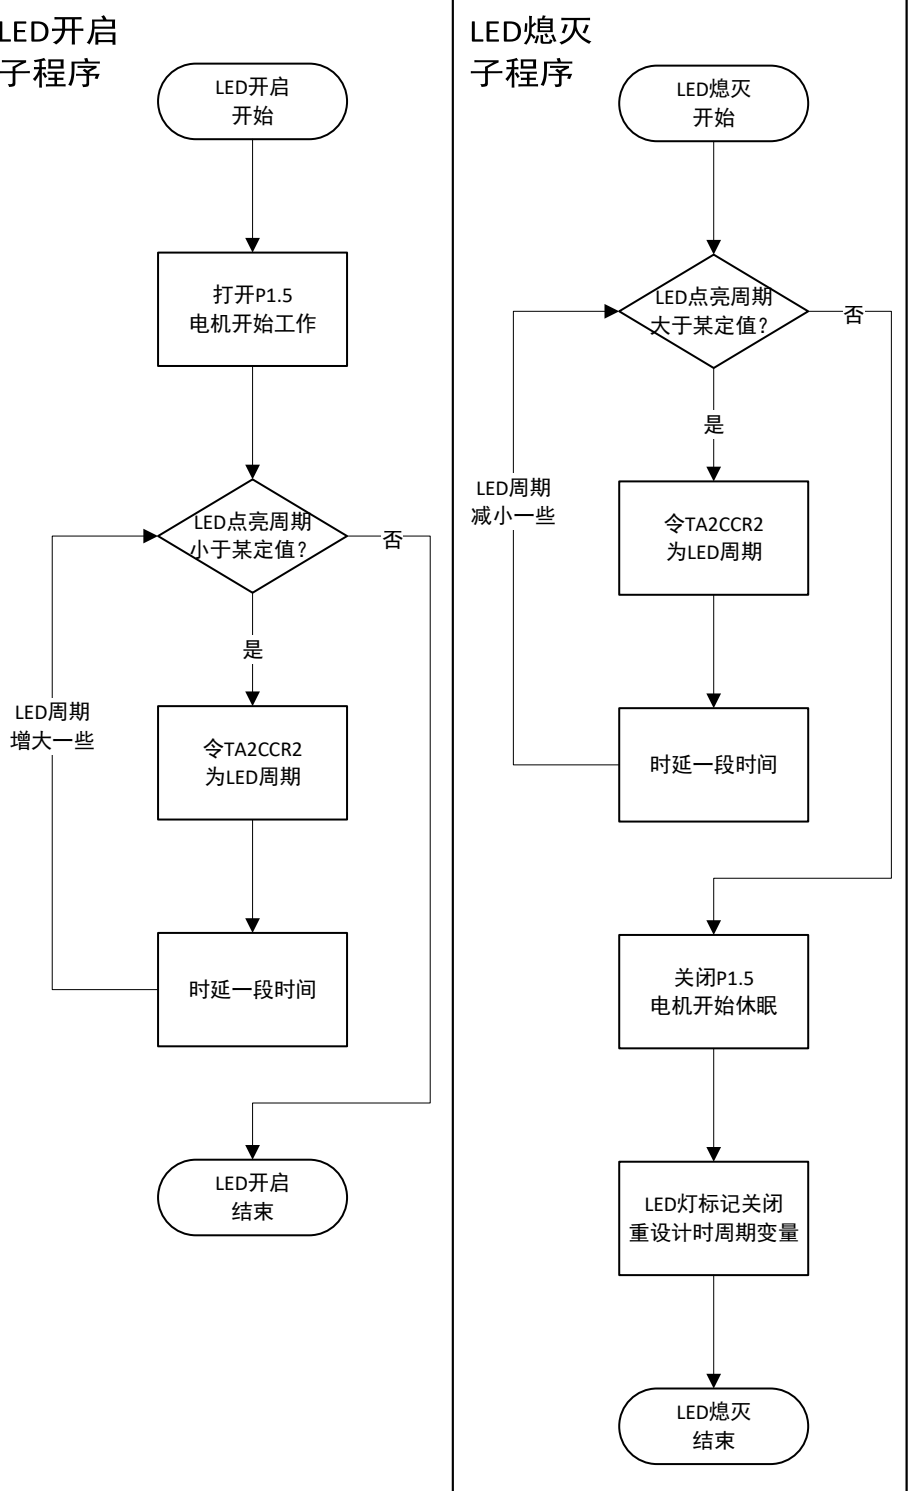 LED开启
子程序
LED开启
开始
打开P1.5
电机开始工作
LED点亮周期
小于某定值？
否
是
LED周期
增大一些
令TA2CCR2
为LED周期
时延一段时间
LED开启
结束
LED熄灭
子程序
LED熄灭
开始
LED点亮周期
大于某定值？
否
是
LED周期
减小一些
令TA2CCR2
为LED周期
时延一段时间
关闭P1.5
电机开始休眠
LED灯标记关闭
重设计时周期变量
LED熄灭
结束